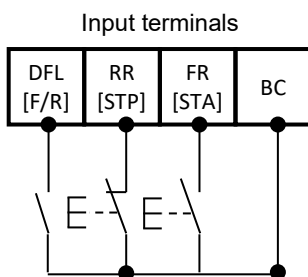 Input terminals
DFL RR FR BC
[F/R] [STP] [STA]